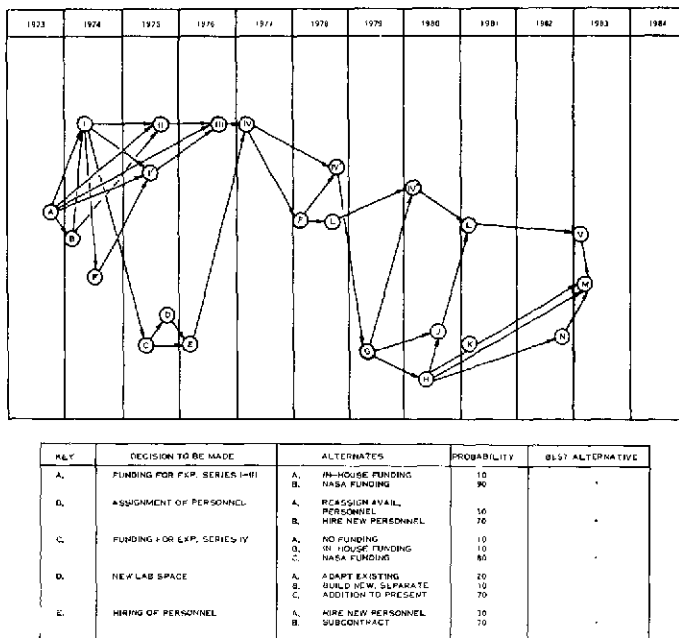 1923 1974 1975 1976 1977 1978 1979 1980 1981 1982 1983 1984
I II III IV
I' IV'
A IV"
B F L L V
F
D M
C E G J K N
H
KEY DECISION TO BE MADE ALTERNATES PROBABILITY BEST ALTERNATIVE
A. FUNDING FOR EXP. SERIES I-III A. IN-HOUSE FUNDING 10
B. NASA FUNDING 90
B. ASSIGNMENT OF PERSONNEL A. REASSIGN AVAIL.
PERSONNEL 30
B. HIRE NEW PERSONNEL 70
C. FUNDING FOR EXP. SERIES IV A. NO FUNDING 10
B. IN-HOUSE FUNDING 10
C. NASA FUNDING 80
D. NEW LAB SPACE A. ADAPT EXISTING 20
B. BUILD NEW, SEPARATE 10
C. ADDITION TO PRESENT 70
E. HIRING OF PERSONNEL A. HIRE NEW PERSONNEL 30
B. SUBCONTRACT 70